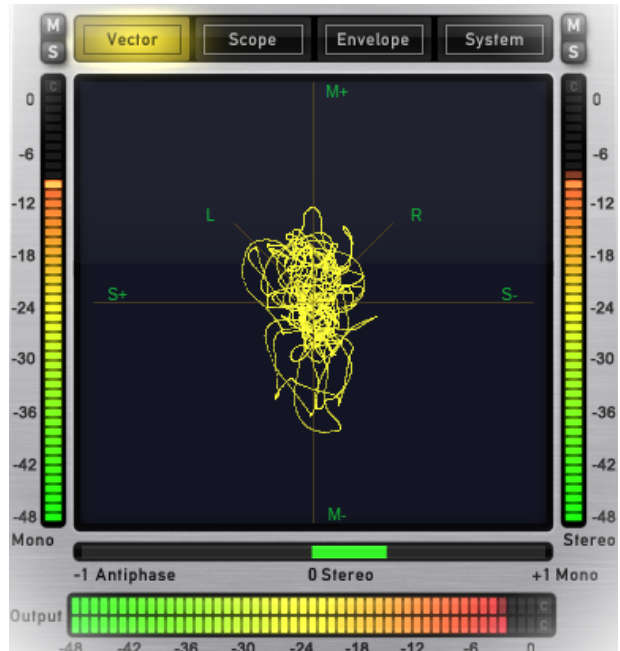 M Vector Scope Envelope System M
S S
C C
0 M+ 0
-6 -6
-12 -12
L R
-18 -18
S+ S-
-24 -24
-30 -30
-36 -36
-42 -42
-48 M- -48
Mono Stereo
-1 Antiphase 0 Stereo +1 Mono
C
Output
C
-48 -42 -36 -30 -24 -18 -12 -6 0